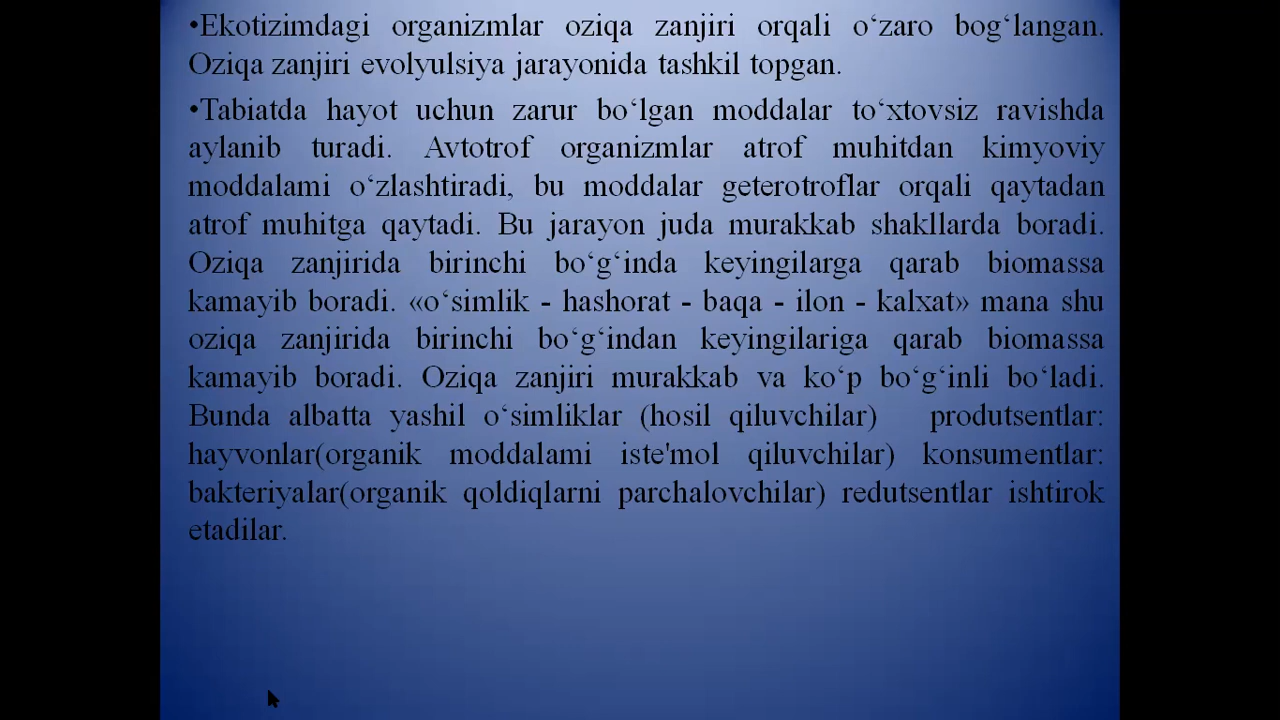 •Ekotizimdagi organizmlar oziqa zanjiri orqali o‘zaro bog‘langan.
Oziqa zanjiri evolyulsiya jarayonida tashkil topgan.
•Tabiatda hayot uchun zarur bo‘lgan moddalar to‘xtovsiz ravishda
aylanib turadi. Avtotrof organizmlar atrof muhitdan kimyoviy
moddalami o‘zlashtiradi, bu moddalar geterotroflar orqali qaytadan
atrof muhitga qaytadi. Bu jarayon juda murakkab shakllarda boradi.
Oziqa zanjirida birinchi bo‘g‘inda keyingilarga qarab biomassa
kamayib boradi. «o‘simlik - hashorat - baqa - ilon - kalxat» mana shu
oziqa zanjirida birinchi bo‘g‘indan keyingilariga qarab biomassa
kamayib boradi. Oziqa zanjiri murakkab va ko‘p bo‘g‘inli bo‘ladi.
Bunda albatta yashil o‘simliklar (hosil qiluvchilar) produtsentlar:
hayvonlar(organik moddalami iste'mol qiluvchilar) konsumentlar:
bakteriyalar(organik qoldiqlarni parchalovchilar) redutsentlar ishtirok
etadilar.